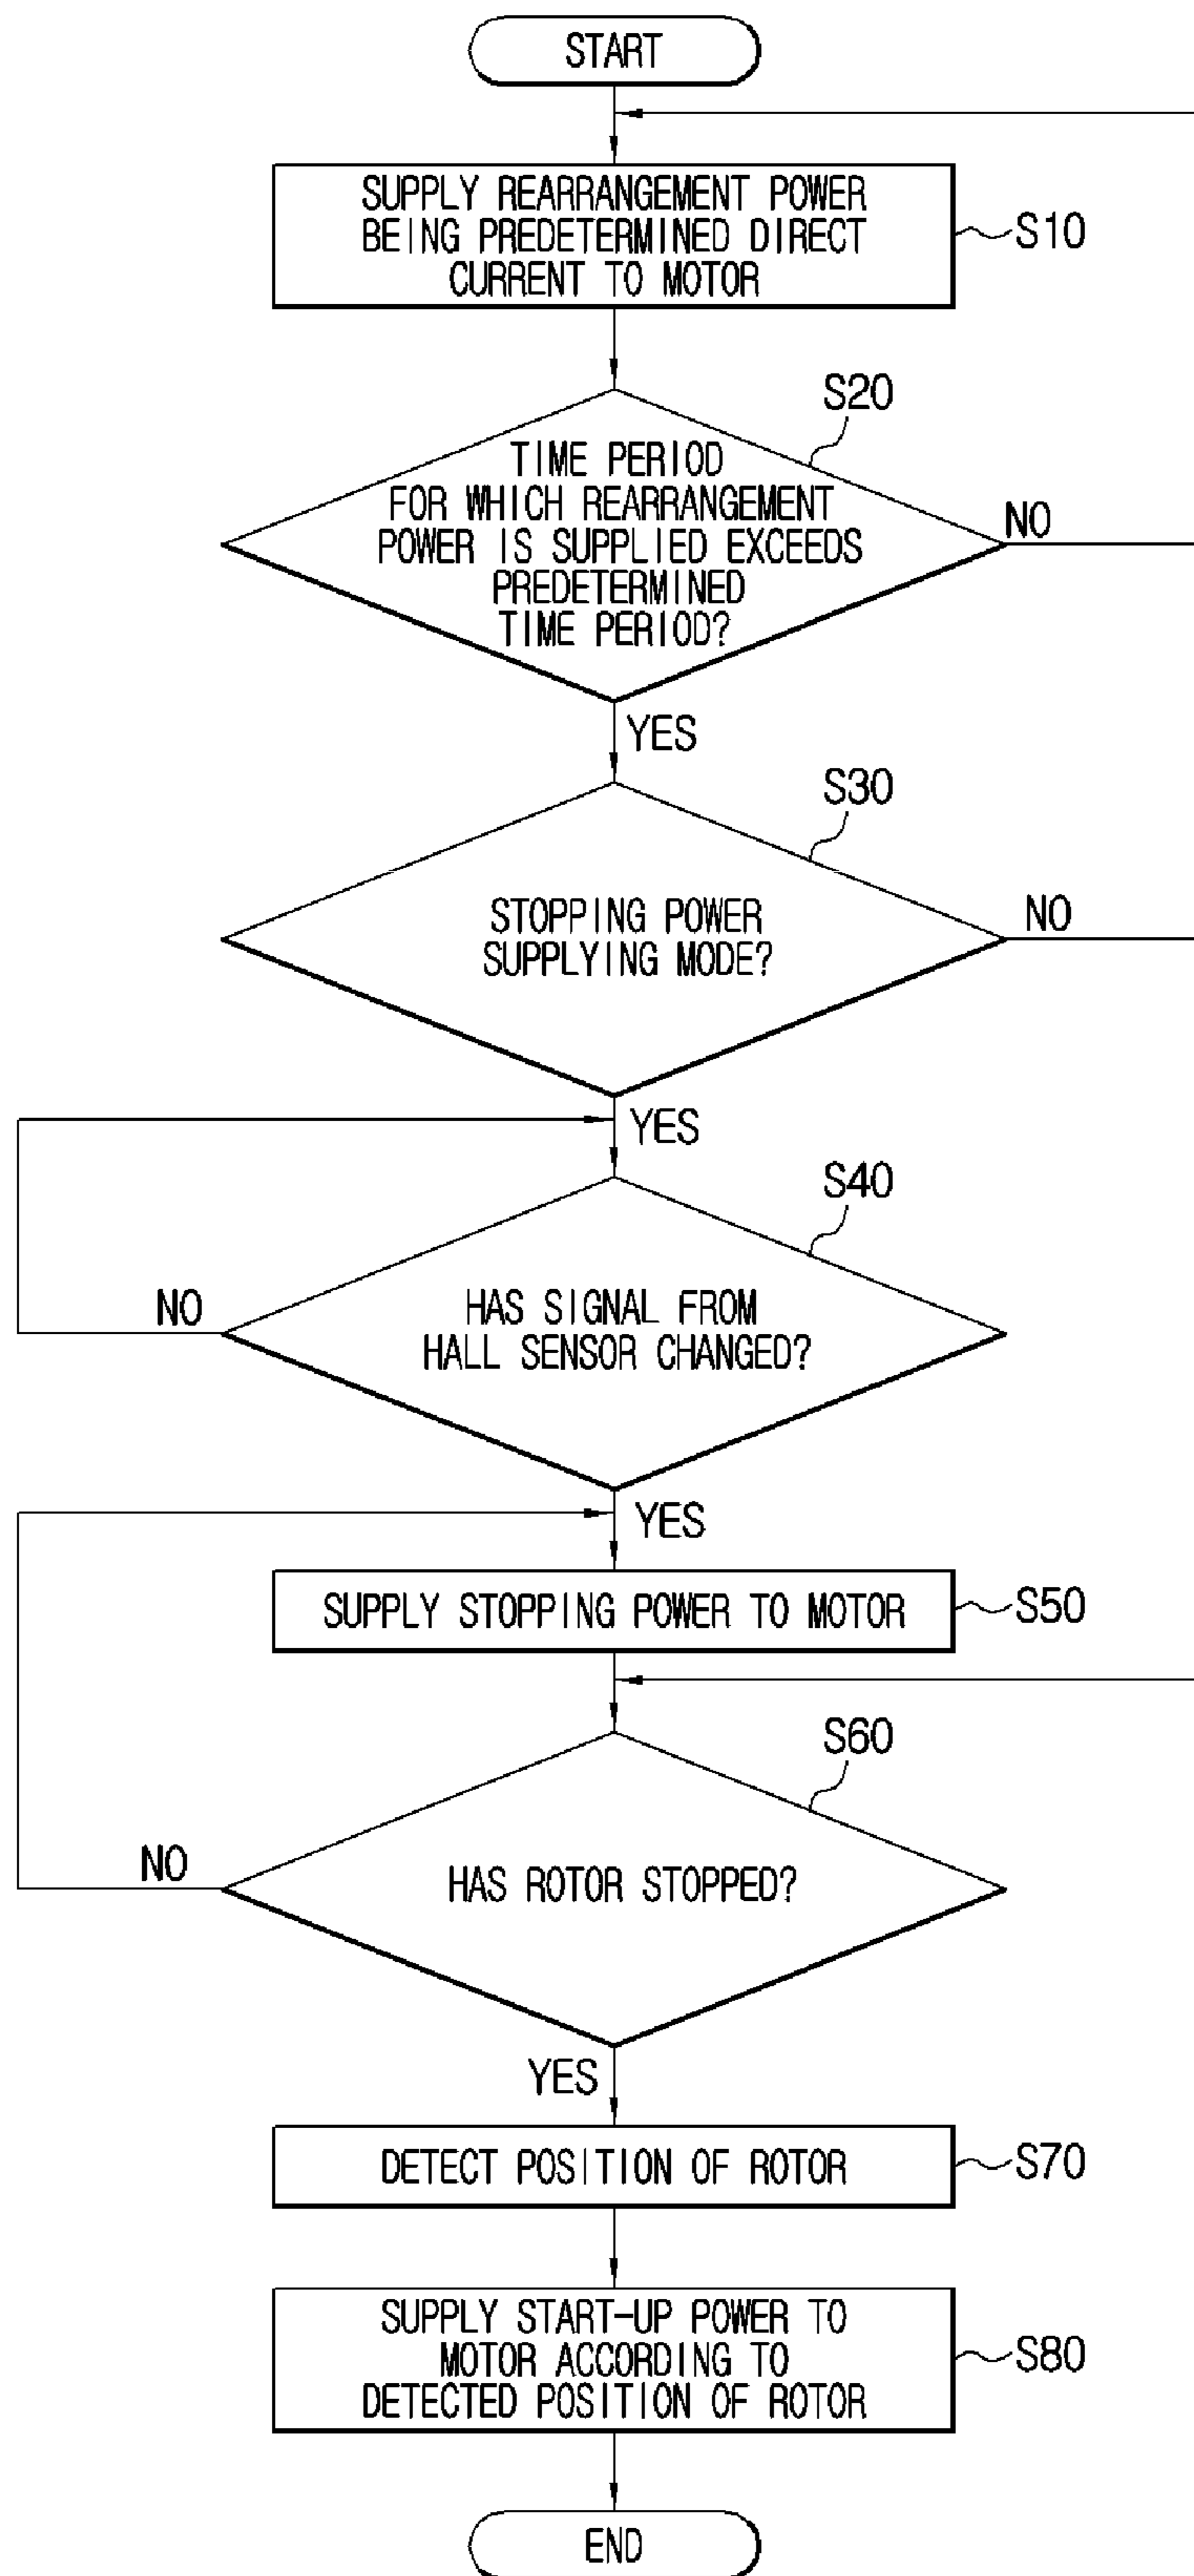 START
SUPPLY REARRANGEMENT POWER
BEING PREDETERMINED DIRECT
CURRENT TO MOTOR
S10
S20
TIME PERIOD
FOR WHICH REARRANGEMENT
POWER IS SUPPLIED EXCEEDS
PREDETERMINED
TIME PERIOD?
NO
YES
S30
STOPPING POWER
SUPPLYING MODE?
NO
YES
S40
HAS SIGNAL FROM
HALL SENSOR CHANGED?
NO
YES
SUPPLY STOPPING POWER TO MOTOR
S50
S60
HAS ROTOR STOPPED?
NO
YES
DETECT POSITION OF ROTOR
S70
SUPPLY START-UP POWER TO
MOTOR ACCORDING TO
DETECTED POSITION OF ROTOR
S80
END